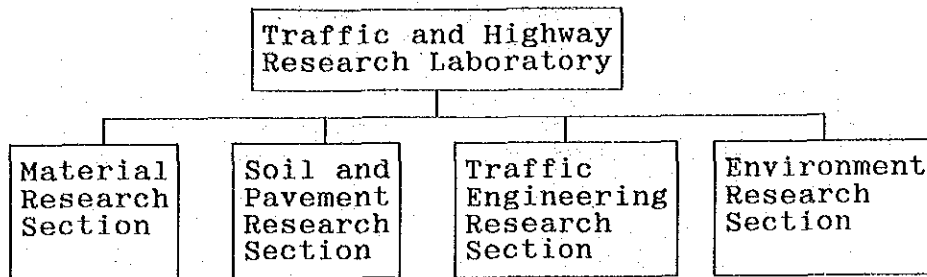 Traffic and Highway
Research Laboratory
Material
Research
Section
Soil and
Pavement
Research
Section
Traffic
Engineering
Research
Section
Environment
Research
Section